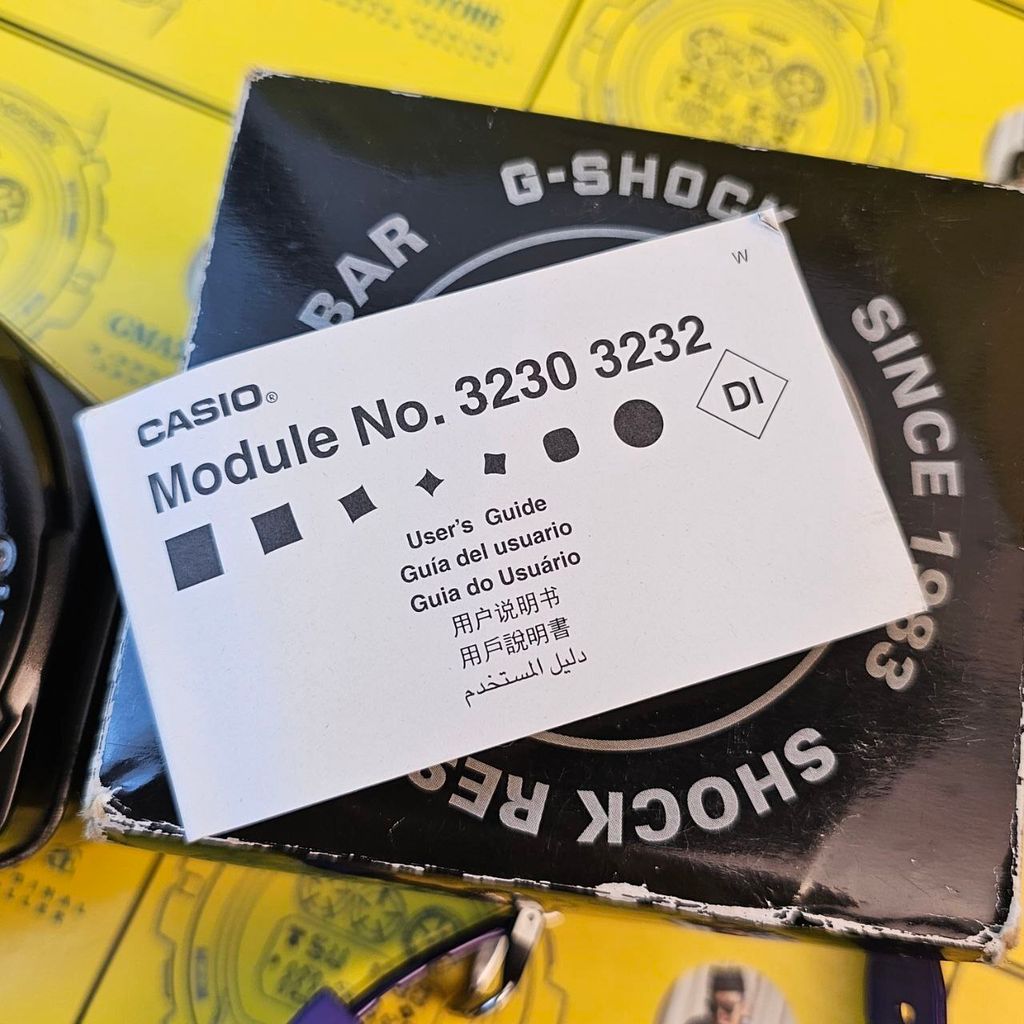 G-SHOCK
BAR
SINCE 1983
SHOCK RES
W
CASIO®
Module No. 3230 3232
DI
User's Guide
Guía del usuario
Guia do Usuário
用户说明书
用戶說明書
دليل المستخدم